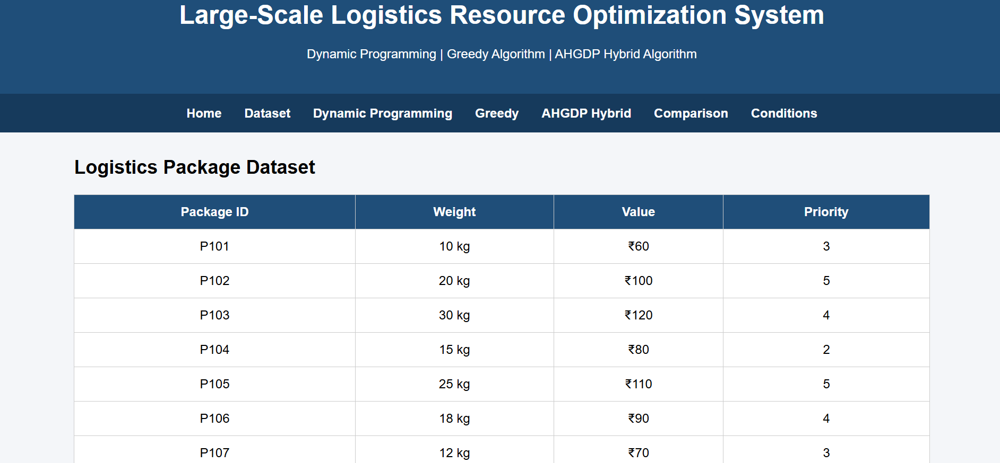 Large-Scale Logistics Resource Optimization System
Dynamic Programming | Greedy Algorithm | AHGDP Hybrid Algorithm
Home Dataset Dynamic Programming Greedy AHGDP Hybrid Comparison Conditions
Logistics Package Dataset
Package ID Weight Value Priority
P101 10 kg ₹60 3
P102 20 kg ₹100 5
P103 30 kg ₹120 4
P104 15 kg ₹80 2
P105 25 kg ₹110 5
P106 18 kg ₹90 4
P107 12 kg ₹70 3